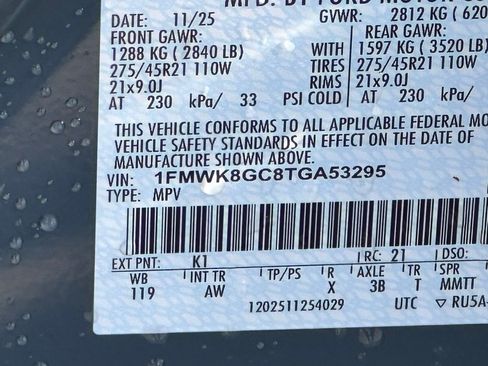 MFD. BY FORD MOTOR CO
DATE: 11/25 GVWR: 2812 KG (620
FRONT GAWR: REAR GAWR:
1288 KG (2840 LB) WITH 1597 KG (3520 LB)
275/45R21 110W TIRES 275/45R21 110W
21x9.0J RIMS 21x9.0J
AT 230 kPa/ 33 PSI COLD AT 230 kPa/
THIS VEHICLE CONFORMS TO ALL APPLICABLE FEDERAL MO
VEHICLE SAFETY STANDARDS IN EFFECT ON THE DATE OF
MANUFACTURE SHOWN ABOVE.
VIN: 1FMWK8GC8TGA53295
TYPE: MPV
EXT PNT: K1 RC: 21 DSO:
WB INT TR TP/PS R AXLE TR SPR
119 AW X 3B T MMTT
1202511254029 UTC ▽ RU5A-